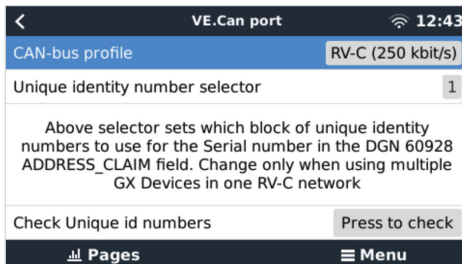 VE.Can port 12:43
CAN-bus profile RV-C (250 kbit/s)
Unique identity number selector 1
Above selector sets which block of unique identity
numbers to use for the Serial number in the DGN 60928
ADDRESS_CLAIM field. Change only when using multiple
GX Devices in one RV-C network
Check Unique id numbers Press to check
Pages Menu